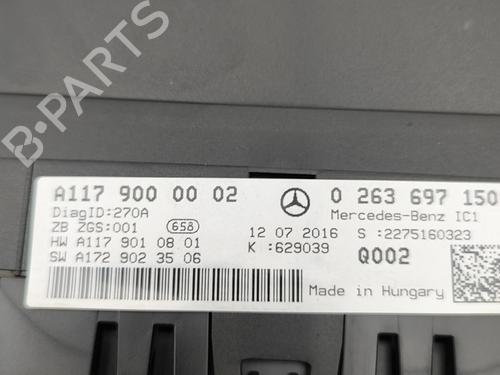 B-PARTS
A117 900 00 02
0 263 697 150
DiagID:270A
Mercedes-Benz IC1
ZB ZGS:001
658
12 07 2016
S :2275160323
HW A117 901 08 01
K :629039
Q002
SW A172 902 35 06
Made in Hungary